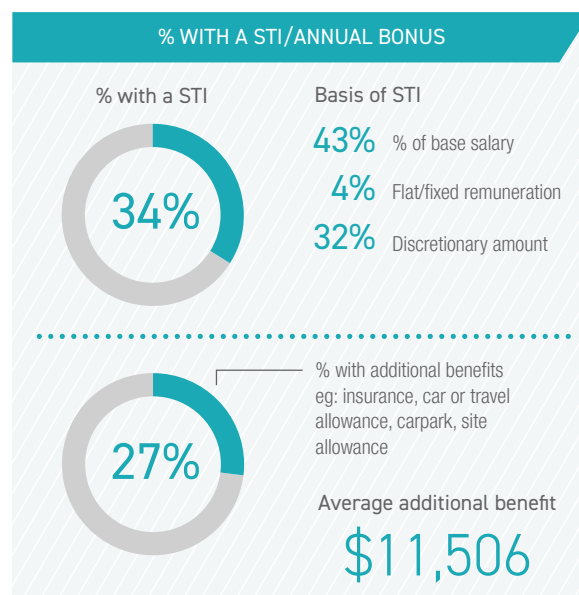 % WITH A STI/ANNUAL BONUS
% with a STI
34%
Basis of STI
43% % of base salary
4% Flat/fixed remuneration
32% Discretionary amount
27%
% with additional benefits
eg: insurance, car or travel
allowance, carpark, site
allowance
Average additional benefit
$11,506